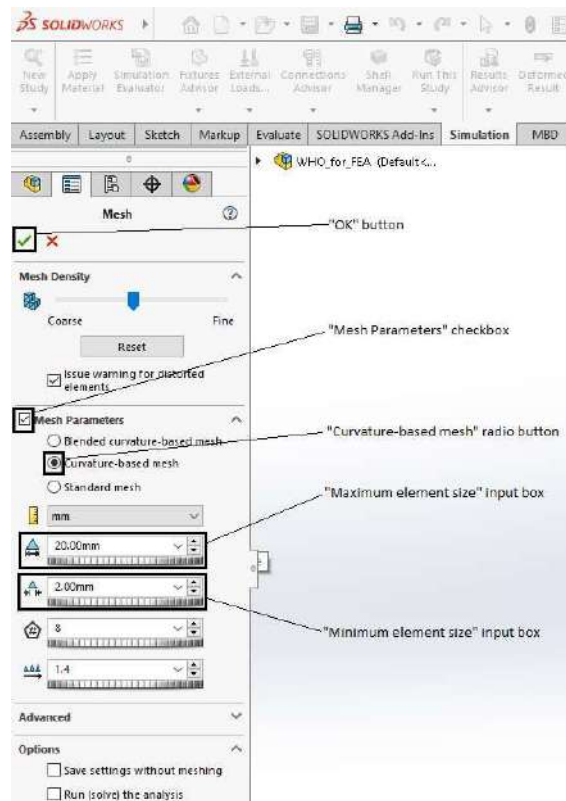 SOLIDWORKS
New Study
Apply Material
Simulation Evaluator
Fixtures Advisor
External Loads...
Connections Advisor
Shell Manager
Run This Study
Results Advisor
Deformed Result
Assembly Layout Sketch Markup Evaluate SOLIDWORKS Add-Ins Simulation MBD
WHO_for_FEA (Default<...
Mesh
"OK" button
Mesh Density
Coarse Fine
Reset
"Mesh Parameters" checkbox
Issue warning for distorted
elements
Mesh Parameters
Blended curvature-based mesh
"Curvature-based mesh" radio button
Curvature-based mesh
Standard mesh
"Maximum element size" input box
mm
20.00mm
2.00mm
8
"Minimum element size" input box
1.4
Advanced
Options
Save settings without meshing
Run (solve) the analysis